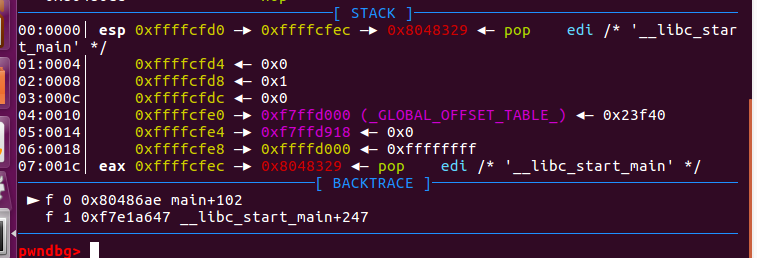 [ STACK ]
00:0000│ esp 0xffffcfd0 —▸ 0xffffcfec —▸ 0x8048329 ◂— pop    edi /* '__libc_star
t_main' */
01:0004│     0xffffcfd4 ◂— 0x0
02:0008│     0xffffcfd8 ◂— 0x1
03:000c│     0xffffcfdc ◂— 0x0
04:0010│     0xffffcfe0 —▸ 0xf7ffd000 (_GLOBAL_OFFSET_TABLE_) ◂— 0x23f40
05:0014│     0xffffcfe4 —▸ 0xf7ffd918 ◂— 0x0
06:0018│     0xffffcfe8 —▸ 0xffffd000 ◂— 0xffffffff
07:001c│ eax 0xffffcfec —▸ 0x8048329 ◂— pop    edi /* '__libc_start_main' */
[ BACKTRACE ]
► f 0 0x80486ae main+102
f 1 0xf7e1a647 __libc_start_main+247
pwndbg>